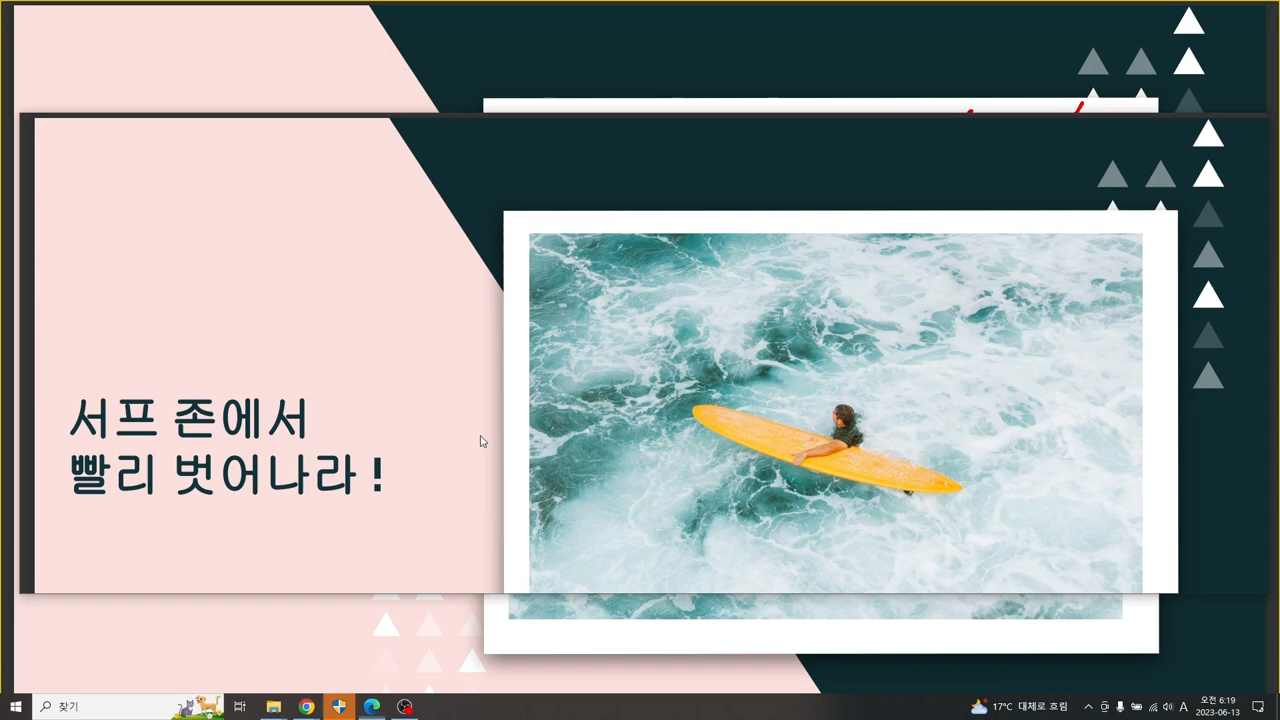 서프 존에서
빨리 벗어나라 !
찾기
17°C 대체로 흐림
A
오전 6:19
2023-06-13